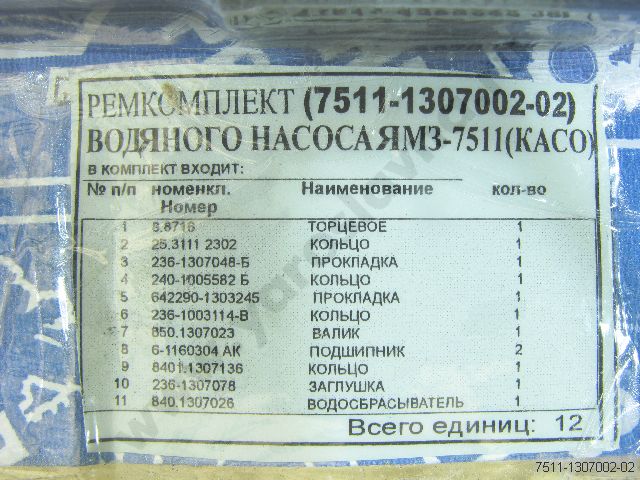 РЕМКОМПЛЕКТ (7511-1307002-02)
ВОДЯНОГО НАСОСА ЯМЗ-7511(КАСО)
В КОМПЛЕКТ ВХОДИТ:
№ п/п номенкл. Наименование кол-во
Номер
1 8.8716 ТОРЦЕВОЕ 1
2 25.3111 2302 КОЛЬЦО 1
3 236-1307048-Б ПРОКЛАДКА 1
4 240-1005582 Б КОЛЬЦО 1
5 642290-1303245 ПРОКЛАДКА 1
6 236-1003114-В КОЛЬЦО 1
7 850.1307023 ВАЛИК 1
8 6-1160304 АК ПОДШИПНИК 2
9 840.1307136 КОЛЬЦО 1
10 236-1307078 ЗАГЛУШКА 1
11 840.1307026 ВОДОСБРАСЫВАТЕЛЬ 1
Всего единиц: 12
7511-1307002-02